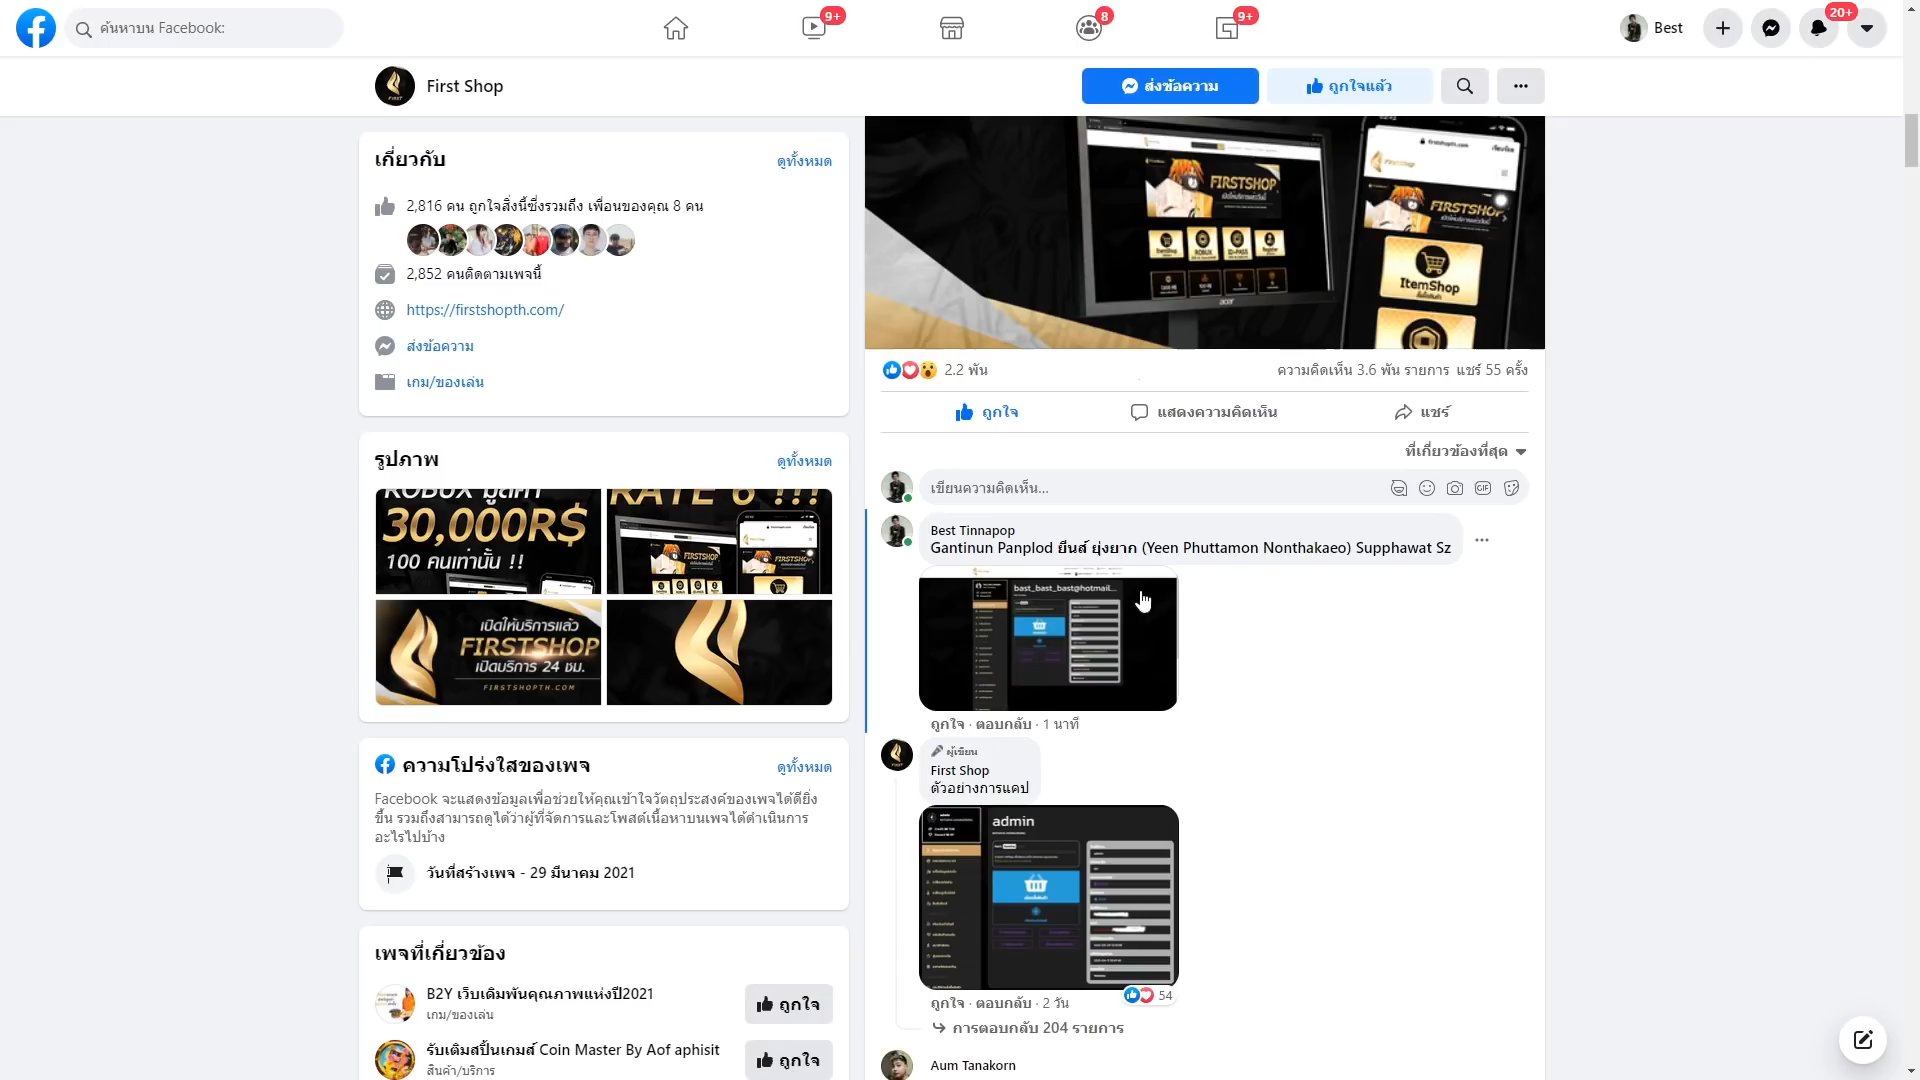 ค้นหาบน Facebook:
9+
8
9+
Best
20+
First Shop
ส่งข้อความ
ถูกใจแล้ว
เกี่ยวกับ
ดูทั้งหมด
2,816 คน ถูกใจสิ่งนี้ซึ่งรวมถึง เพื่อนของคุณ 8 คน
2,852 คนติดตามเพจนี้
https://firstshopth.com/
ส่งข้อความ
เกม/ของเล่น
รูปภาพ
ดูทั้งหมด
ROBUX มูลค่า
30,000R$
100 คนเท่านั้น !!
RATE 6 !!!
เปิดให้บริการแล้ว
FIRSTSHOP
เปิดบริการ 24 ชม.
FIRSTSHOPTH.COM
ความโปร่งใสของเพจ
ดูทั้งหมด
Facebook จะแสดงข้อมูลเพื่อช่วยให้คุณเข้าใจวัตถุประสงค์ของเพจได้ดียิ่ง
ขึ้น รวมถึงสามารถดูได้ว่าผู้ที่จัดการและโพสต์เนื้อหาบนเพจได้ดำเนินการ
อะไรไปบ้าง
วันที่สร้างเพจ - 29 มีนาคม 2021
เพจที่เกี่ยวข้อง
B2Y เว็บเติมพันคุณภาพแห่งปี2021
เกม/ของเล่น
ถูกใจ
รับเติมสปิ้นเกมส์ Coin Master By Aof aphisit
สินค้า/บริการ
ถูกใจ
FIRSTSHOP
acer
firstshopth.com
FirstShop
FIRSTSHOP
ItemShop
2.2 พัน
ความคิดเห็น 3.6 พัน รายการ แชร์ 55 ครั้ง
ถูกใจ
แสดงความคิดเห็น
แชร์
ที่เกี่ยวข้องที่สุด
เขียนความคิดเห็น...
Best Tinnapop
Gantinun Panplod ยีนส์ ยุ่งยาก (Yeen Phuttamon Nonthakaeo) Supphawat Sz
bast_bast_bast@hotmail...
ถูกใจ · ตอบกลับ · 1 นาที
ผู้เขียน
First Shop
ตัวอย่างการแคป
admin
54
ถูกใจ · ตอบกลับ · 2 วัน
การตอบกลับ 204 รายการ
Aum Tanakorn